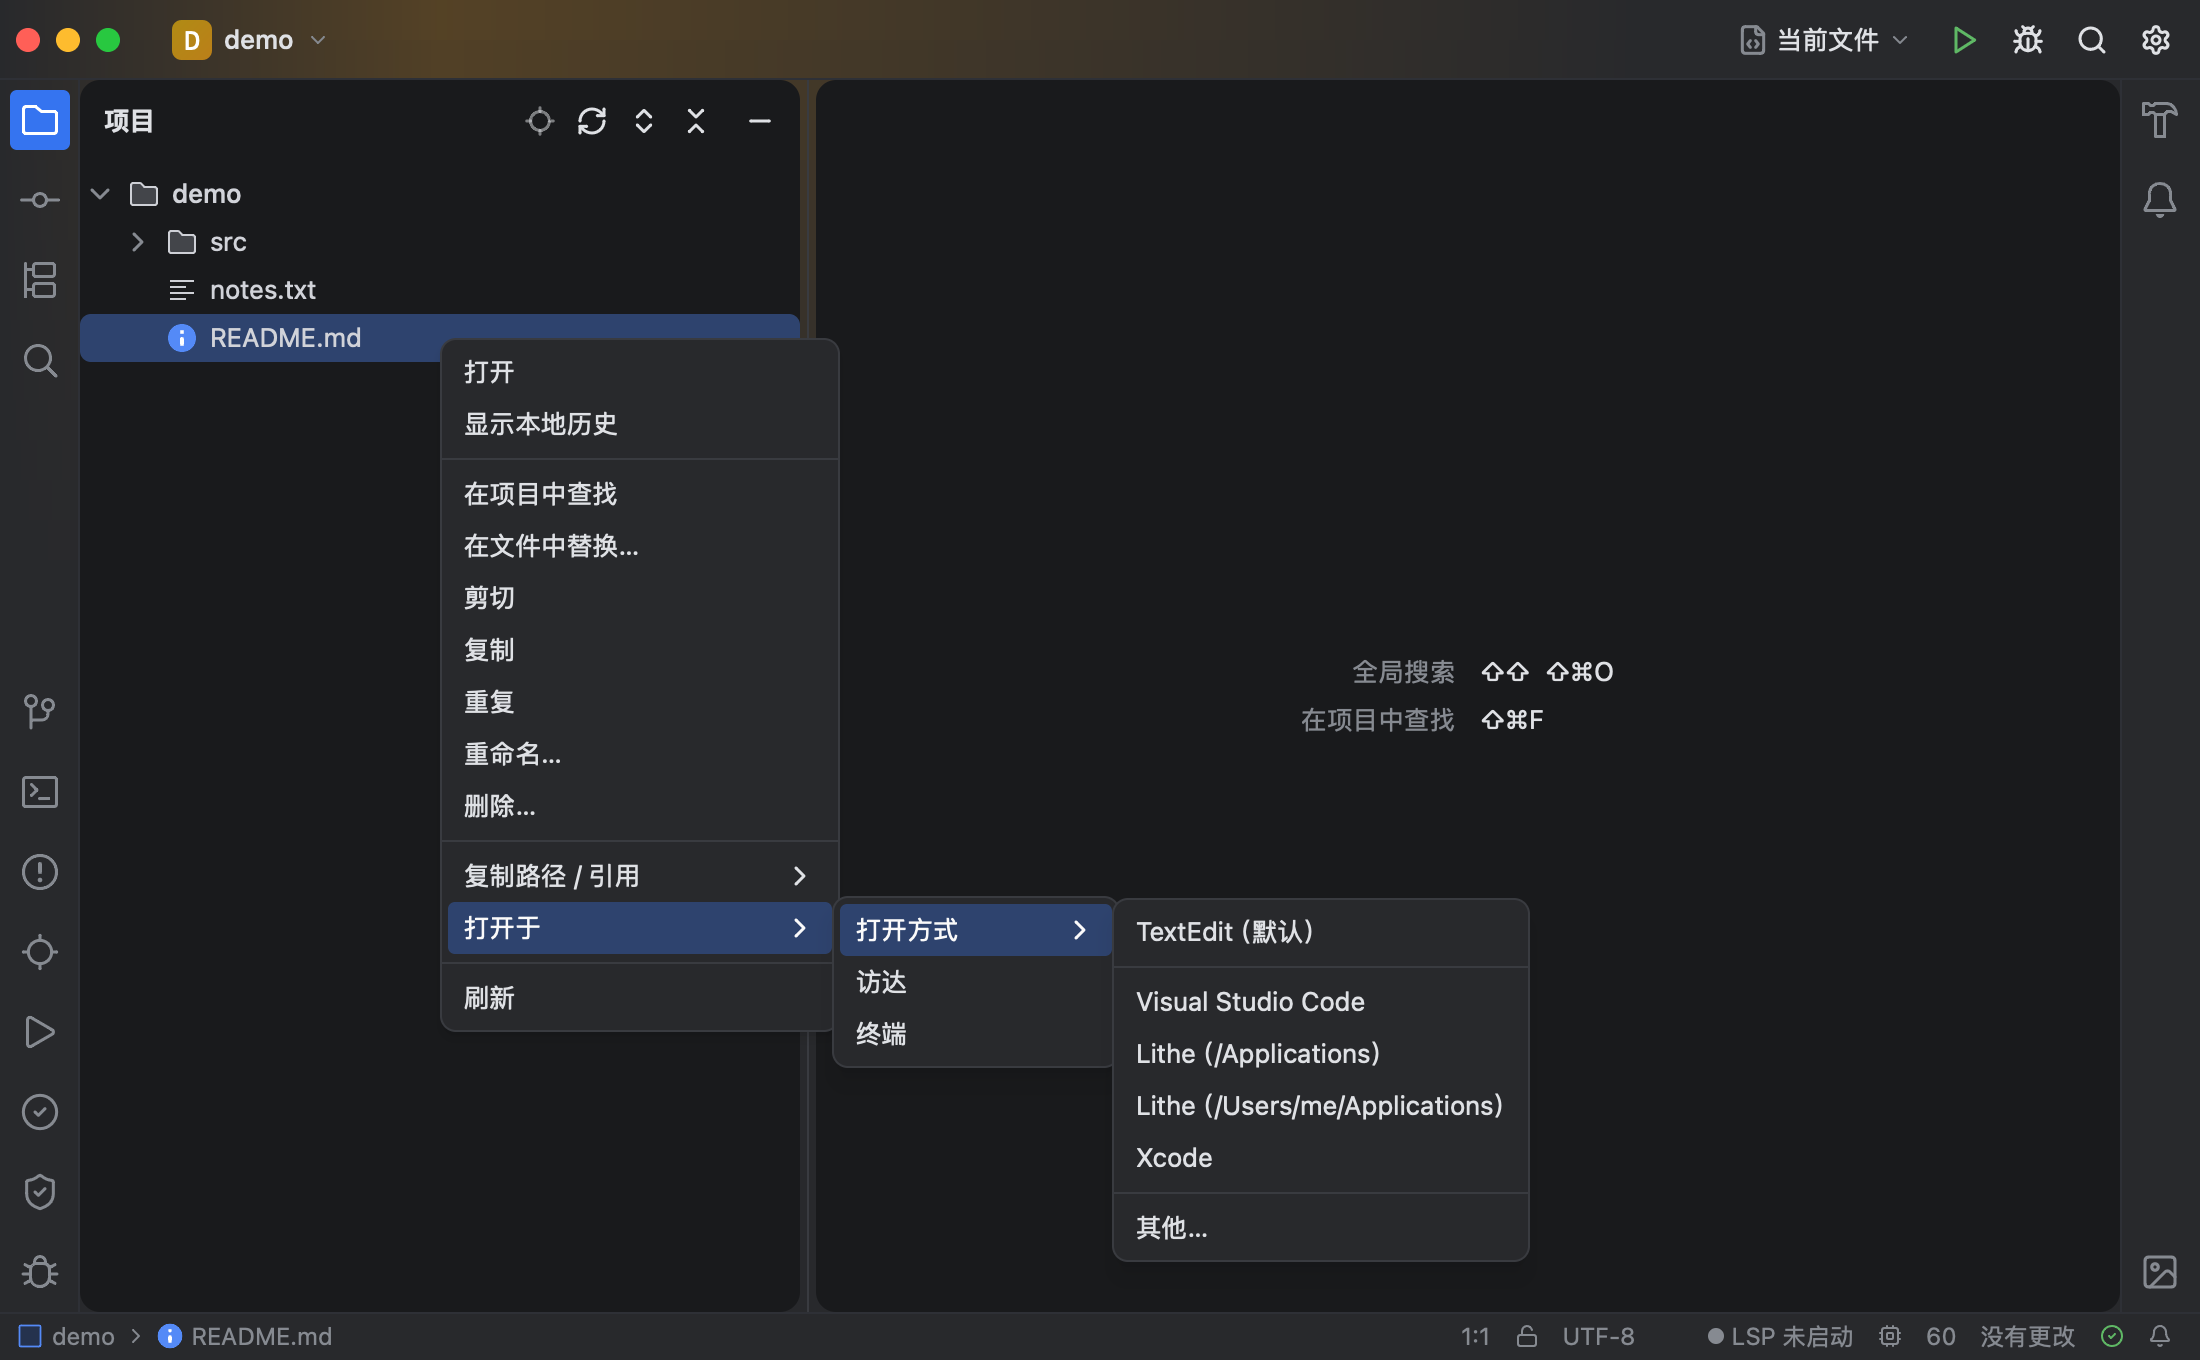 D demo
当前文件
项目
demo
src
notes.txt
README.md
打开
显示本地历史
在项目中查找
在文件中替换...
剪切
复制
重复
重命名...
删除...
复制路径 / 引用
打开于
刷新
打开方式
访达
终端
TextEdit (默认)
Visual Studio Code
Lithe (/Applications)
Lithe (/Users/me/Applications)
Xcode
其他...
全局搜索 ⇧⇧ ⇧⌘O
在项目中查找 ⇧⌘F
demo > README.md
1:1 UTF-8 LSP 未启动 60 没有更改